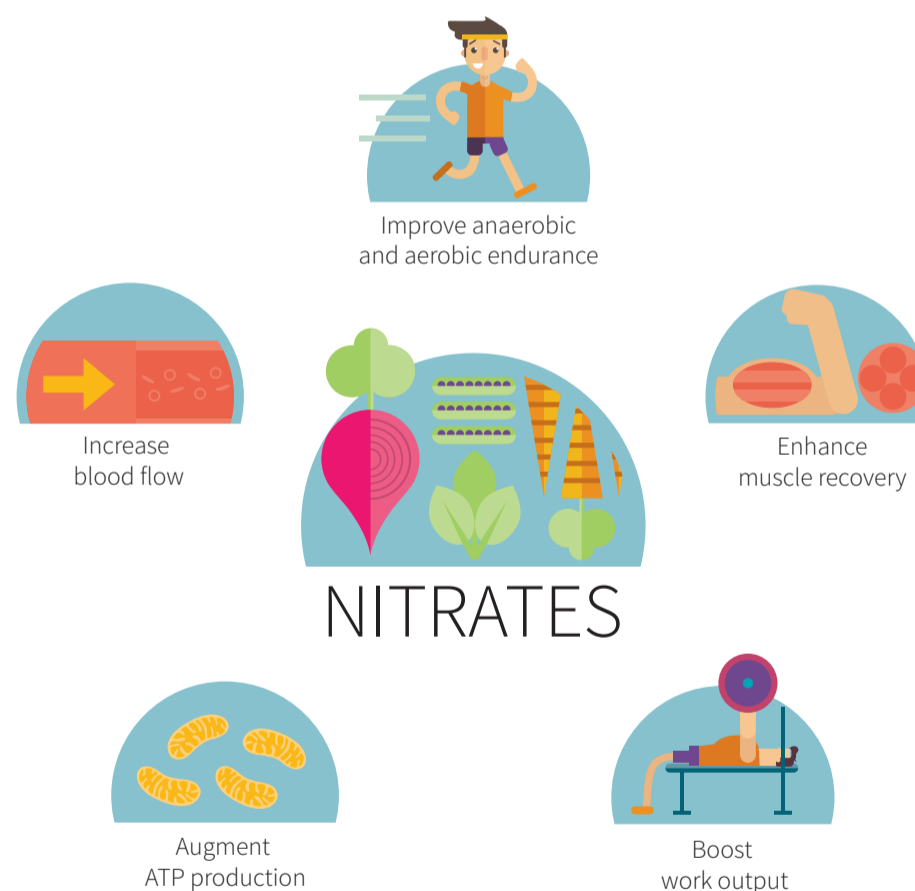 Improve anaerobic
and aerobic endurance
Increase
blood flow
Enhance
muscle recovery
NITRATES
Augment
ATP production
Boost
work output